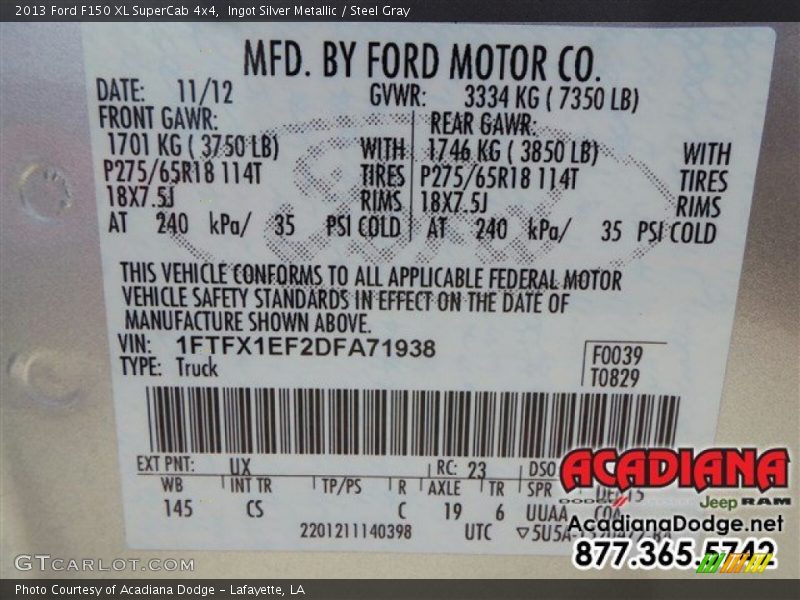 2013 Ford F150 XL SuperCab 4x4, Ingot Silver Metallic / Steel Gray
MFD. BY FORD MOTOR CO.
DATE: 11/12 GVWR: 3334 KG ( 7350 LB)
FRONT GAWR: REAR GAWR:
1701 KG ( 3750 LB) WITH 1746 KG ( 3850 LB) WITH
P275/65R18 114T TIRES P275/65R18 114T TIRES
18X7.5J RIMS 18X7.5J RIMS
AT 240 kPa/ 35 PSI COLD AT 240 kPa/ 35 PSI COLD
THIS VEHICLE CONFORMS TO ALL APPLICABLE FEDERAL MOTOR
VEHICLE SAFETY STANDARDS IN EFFECT ON THE DATE OF
MANUFACTURE SHOWN ABOVE.
VIN: 1FTFX1EF2DFA71938
TYPE: Truck
F0039
T0829
EXT PNT: UX RC: 23 DSO
WB INT TR TP/PS R AXLE TR SPR
145 CS C 19 6 UUAA
2201211140398 UTC
ACADIANA
DODGE Jeep RAM
AcadianaDodge.net
877.365.5742
GTCarLot.com
Photo Courtesy of Acadiana Dodge - Lafayette, LA